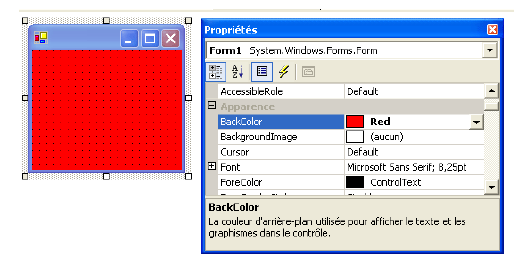 Propriétés
Form1 System.Windows.Forms.Form
AccessibleRole Default
Apparence
BackColor Red
BackgroundImage (aucun)
Cursor Default
Font Microsoft Sans Serif; 8,25pt
ForeColor ControlText
BackColor
La couleur d'arrière-plan utilisée pour afficher le texte et les
graphismes dans le contrôle.